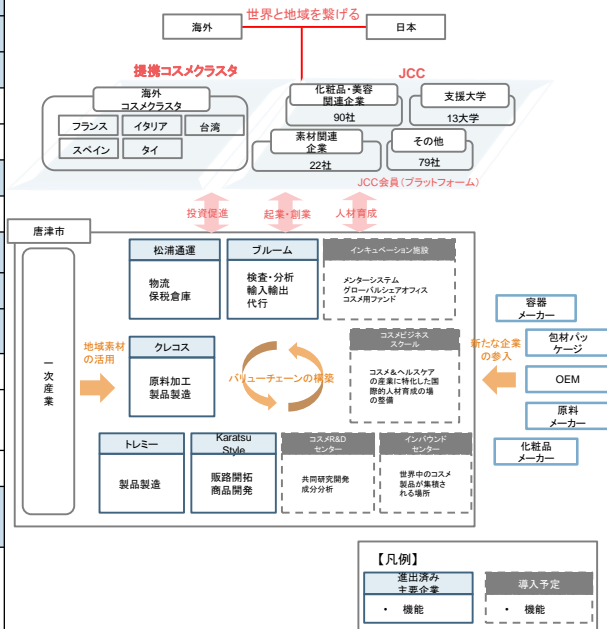 世界と地域を繋げる
海外
日本
提携コスメクラスタ
JCC
海外
コスメクラスタ
フランス
イタリア
台湾
スペイン
タイ
化粧品・美容
関連企業
90社
支援大学
13大学
素材関連
企業
22社
その他
79社
JCC会員(プラットフォーム)
投資促進
起業・創業
人材育成
唐津市
一次産業
地域素材
の活用
松浦通運
物流
保税倉庫
ブルーム
検査・分析
輸入輸出
代行
インキュベーション施設
メンターシステム
グローバルシェアオフィス
コスメ用ファンド
クレコス
原料加工
製品製造
バリューチェーンの構築
コスメビジネス
スクール
コスメ&ヘルスケア
の産業に特化した国
際的人材育成の場
の整備
トレミー
製品製造
Karatsu
Style
販路開拓
商品開発
コスメR&D
センター
共同研究開発
成分分析
インバウンド
センター
世界中のコスメ
製品が集積さ
れる場所
新たな企業
の参入
容器
メーカー
包材パッ
ケージ
OEM
原料
メーカー
化粧品
メーカー
【凡例】
進出済み
主要企業
・ 機能
導入予定
・ 機能